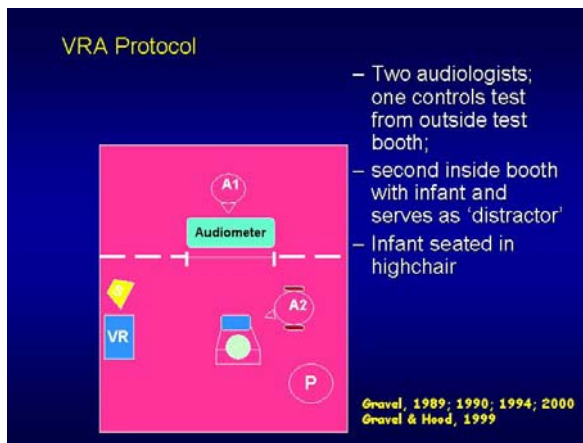 VRA Protocol
– Two audiologists;
one controls test
from outside test
booth;
– second inside booth
with infant and
serves as ‘distractor’
– Infant seated in
highchair
A1
Audiometer
S
A2
VR
P
Gravel, 1989; 1990; 1994; 2000
Gravel & Hood, 1999